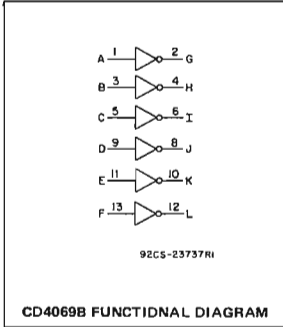 A 1 2 G
B 3 4 H
C 5 6 I
D 9 8 J
E 11 10 K
F 13 12 L
92CS-23737R1
CD4069B FUNCTIONAL DIAGRAM